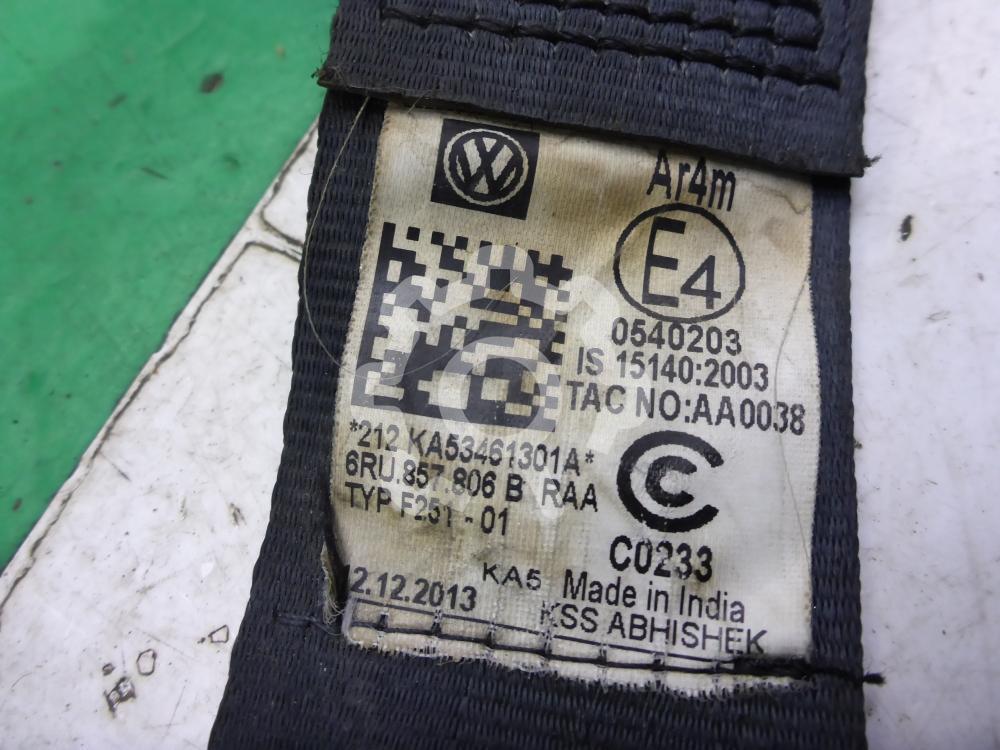 Ar4m
E4
0540203
IS 15140:2003
TAC NO:AA0038
*212 KA53461301A*
6RU.857.806 B RAA
TYP F251 - 01
C0233
2.12.2013
KA5 Made in India
KSS ABHISHEK